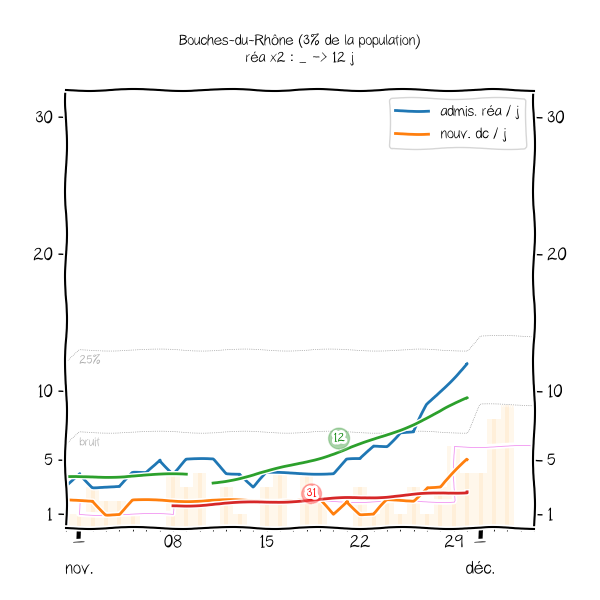 Bouches-du-Rhône (3% de la population)
réa x2 : _ -> 12 j
admis. réa / j
nouv. dc / j
30
30
20
20
25%
10
10
bruit
12
5
5
31
1
1
08
15
22
29
nov.
déc.